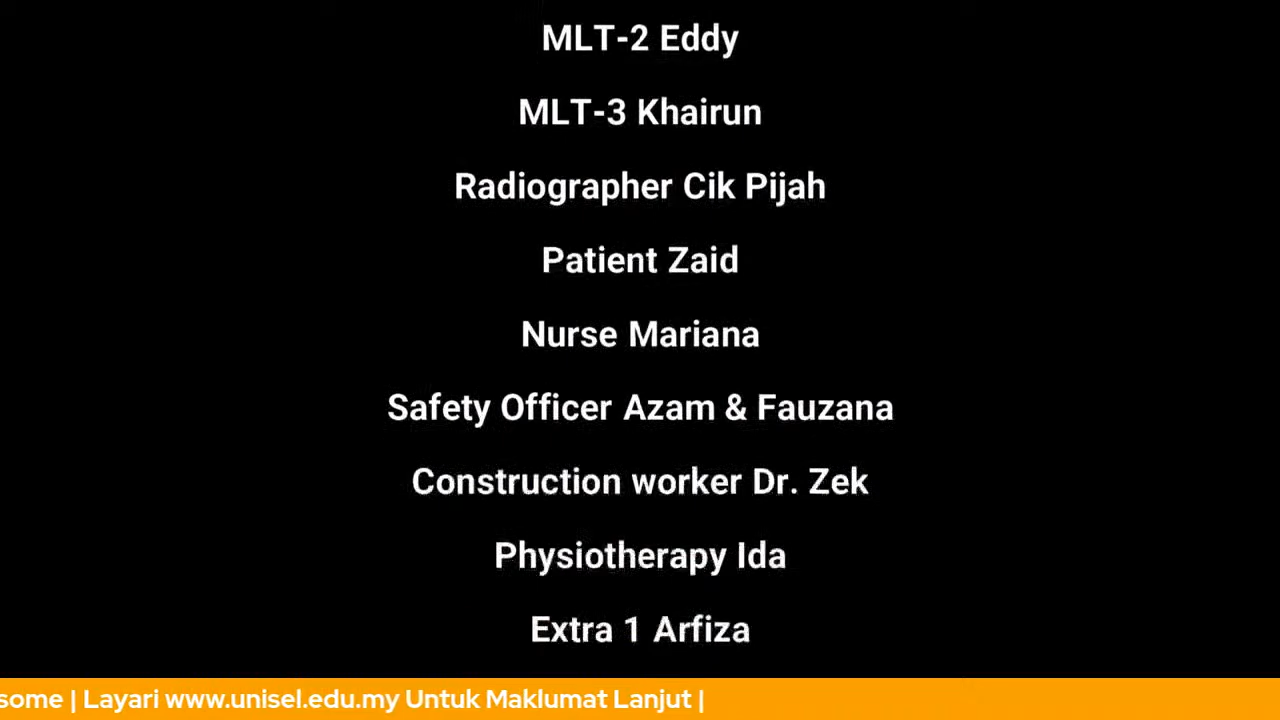 MLT-2 Eddy
MLT-3 Khairun
Radiographer Cik Pijah
Patient Zaid
Nurse Mariana
Safety Officer Azam & Fauzana
Construction worker Dr. Zek
Physiotherapy Ida
Extra 1 Arfiza
some | Layari www.unisel.edu.my Untuk Maklumat Lanjut |